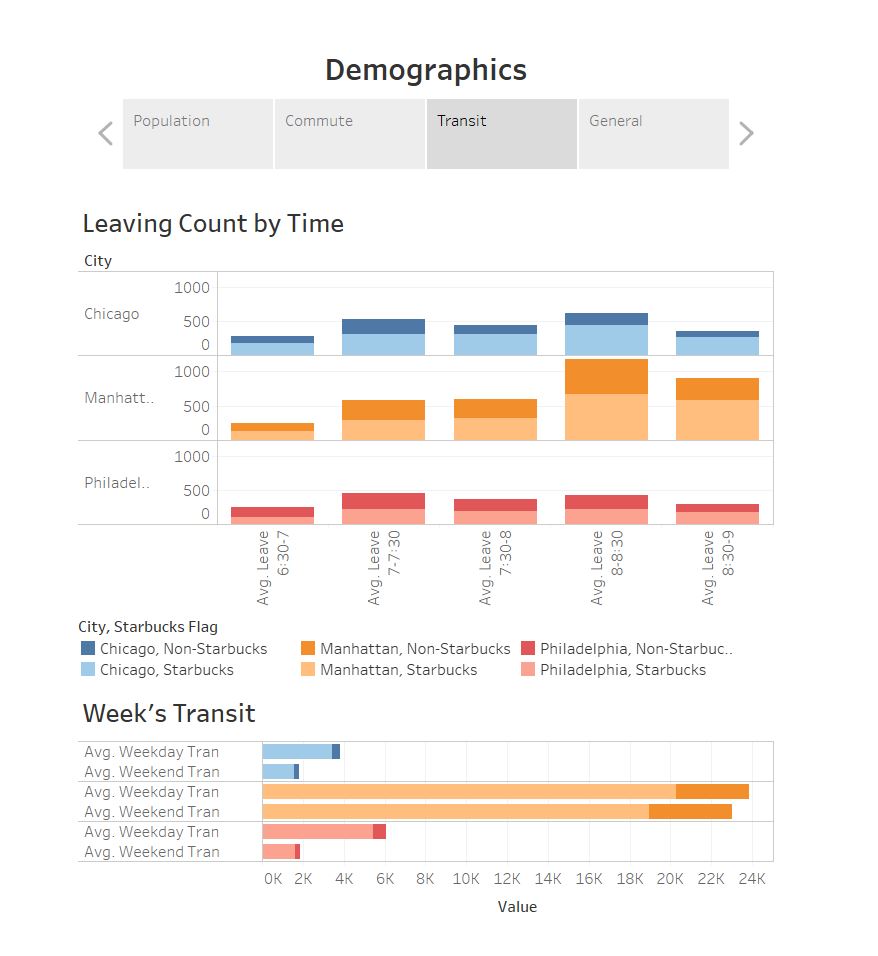 Demographics
Population Commute Transit General
Leaving Count by Time
City
1000
Chicago
500
0
1000
Manhatt..
500
0
1000
Philadel..
500
0
Avg. Leave 6:30-7
Avg. Leave 7-7:30
Avg. Leave 7:30-8
Avg. Leave 8-8:30
Avg. Leave 8:30-9
City, Starbucks Flag
Chicago, Non-Starbucks Manhattan, Non-Starbucks Philadelphia, Non-Starbuc..
Chicago, Starbucks Manhattan, Starbucks Philadelphia, Starbucks
Week's Transit
Avg. Weekday Tran
Avg. Weekend Tran
Avg. Weekday Tran
Avg. Weekend Tran
Avg. Weekday Tran
Avg. Weekend Tran
0K 2K 4K 6K 8K 10K 12K 14K 16K 18K 20K 22K 24K
Value